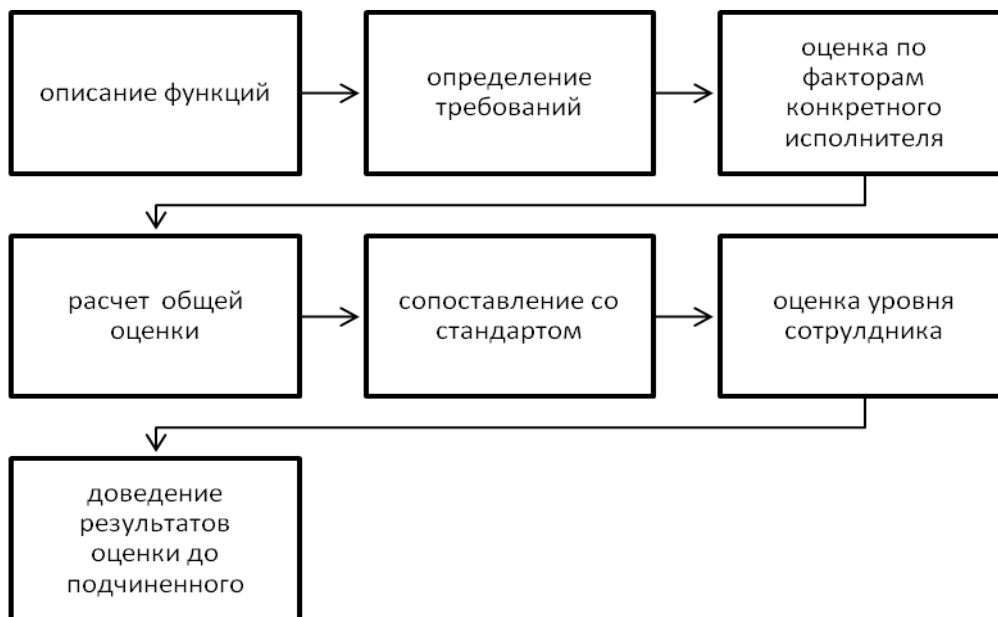 описание функций
определение
требований
оценка по
факторам
конкретного
исполнителя
расчет общей
оценки
сопоставление со
стандартом
оценка уровня
сотрулдника
доведение
результатов
оценки до
подчиненного